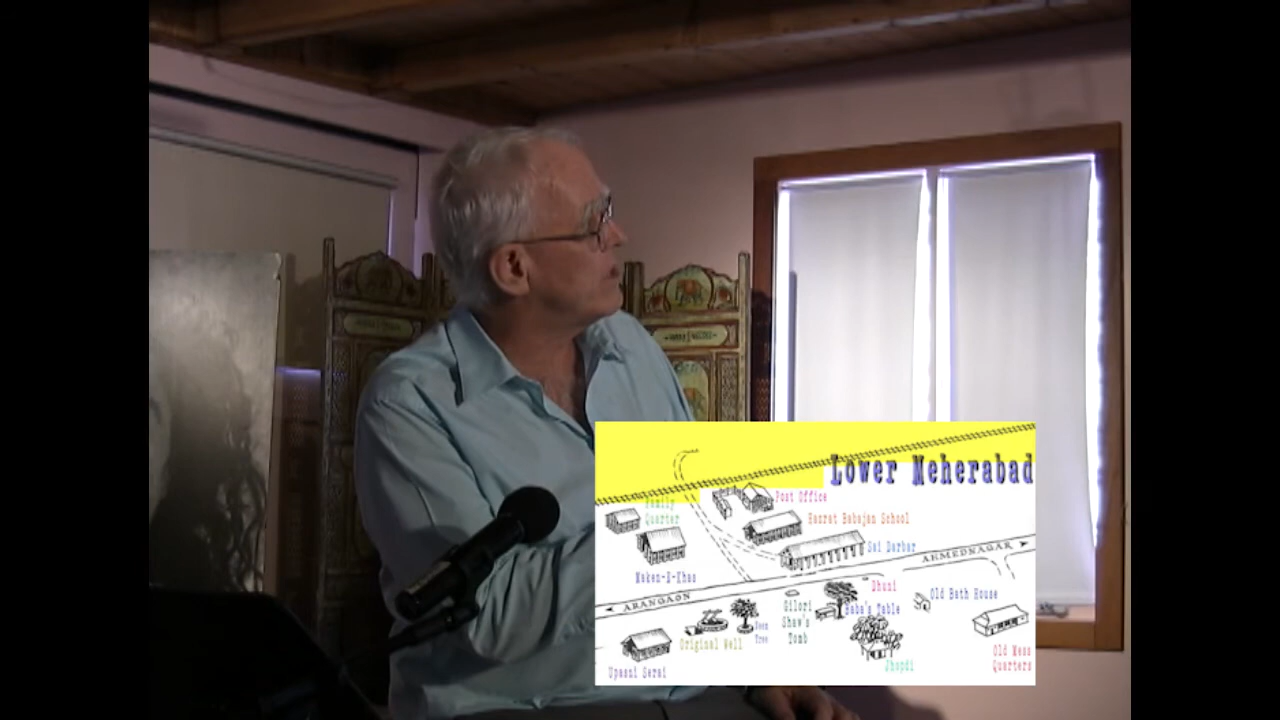 Lower Meherabad
Post Office
Family
Quarter
Hazrat Babajan School
Sai Darbar
AHMEDNAGAR
Maken-E-Khas
ARANGAON
Dhuni
Old Bath House
Gilori
Shaw's
Tomb
Baba's Table
Neem
Tree
Original Well
Upasni Serai
Jhopdi
Old Mess
Quarters